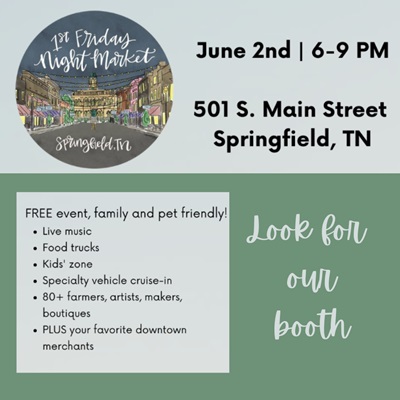 1st Friday
Night Market
Springfield, TN
June 2nd | 6-9 PM
501 S. Main Street
Springfield, TN
FREE event, family and pet friendly!
• Live music
• Food trucks
• Kids' zone
• Specialty vehicle cruise-in
• 80+ farmers, artists, makers,
boutiques
• PLUS your favorite downtown
merchants
Look for
our
booth